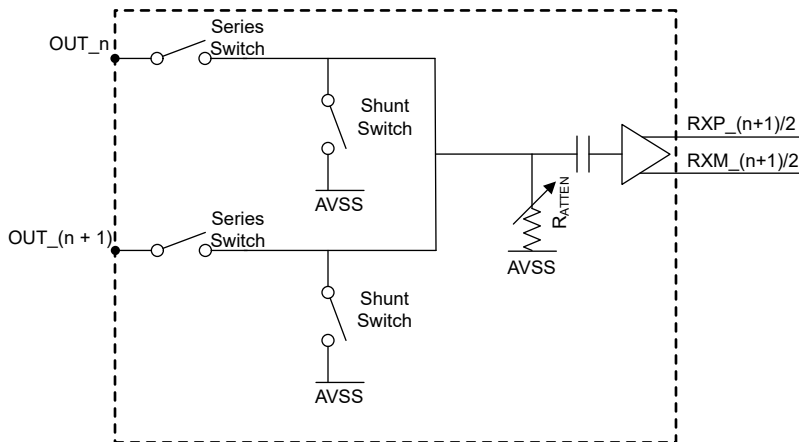 OUT_n
Series
Switch
Shunt
Switch
AVSS
RXP_(n+1)/2
RXM_(n+1)/2
RATTEN
AVSS
OUT_(n + 1)
Series
Switch
Shunt
Switch
AVSS